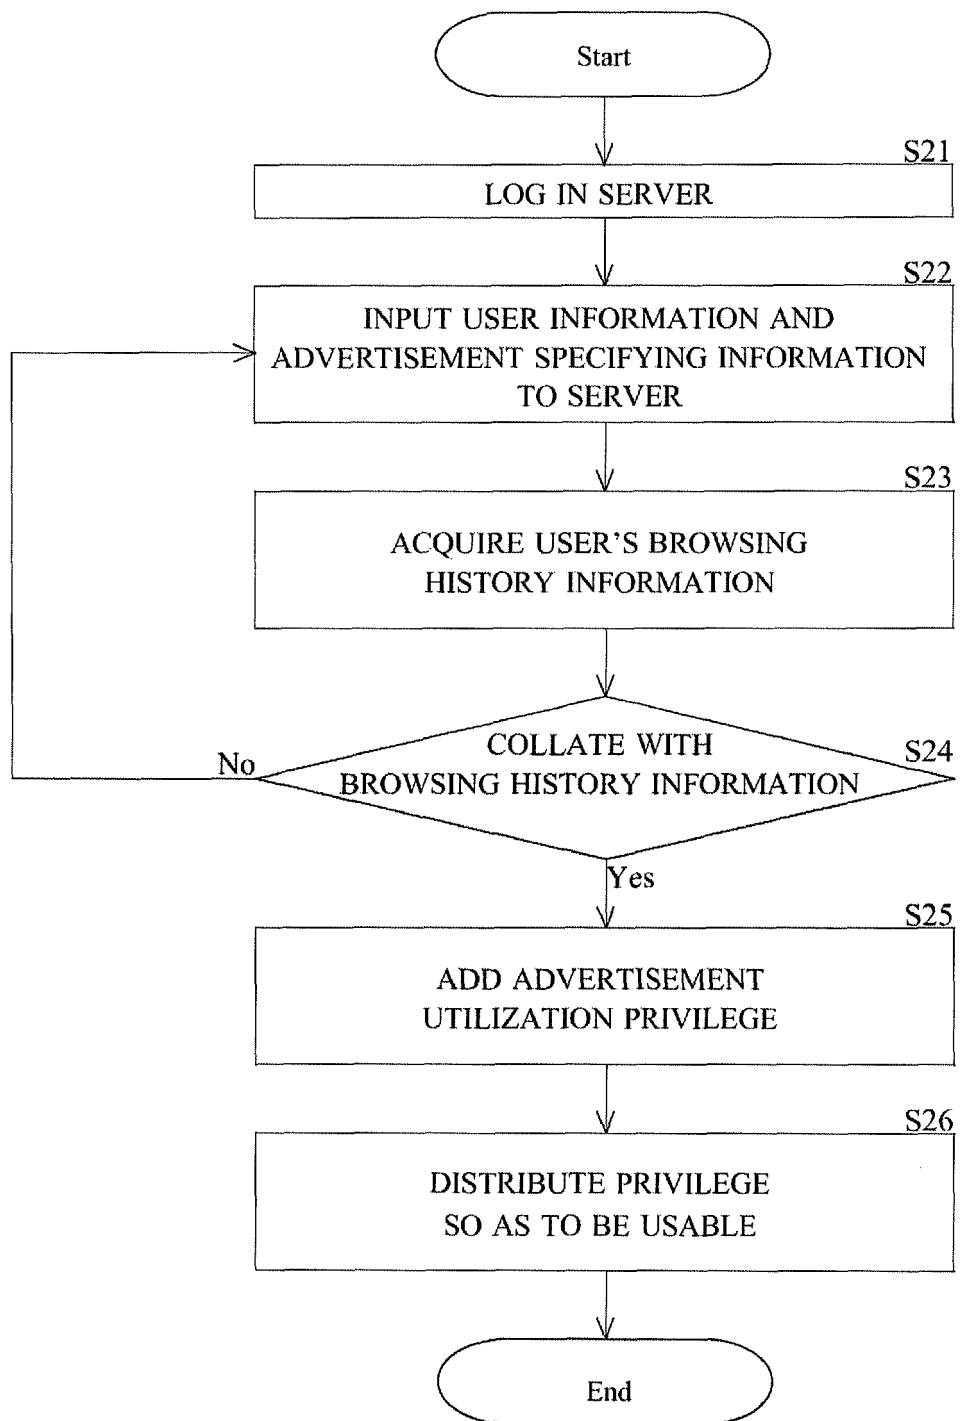 Start
S21
LOG IN SERVER
S22
INPUT USER INFORMATION AND
ADVERTISEMENT SPECIFYING INFORMATION
TO SERVER
S23
ACQUIRE USER'S BROWSING
HISTORY INFORMATION
COLLATE WITH
BROWSING HISTORY INFORMATION
S24
No
Yes
S25
ADD ADVERTISEMENT
UTILIZATION PRIVILEGE
S26
DISTRIBUTE PRIVILEGE
SO AS TO BE USABLE
End